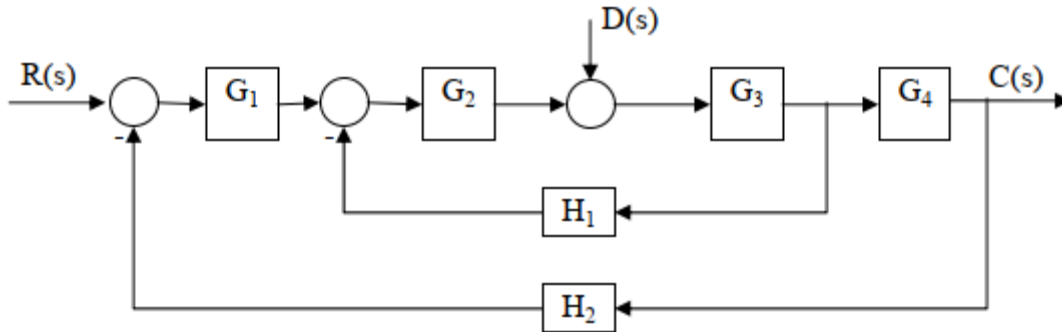 D(s)
R(s)
G₁
G₂
G₃
G₄
C(s)
-
-
H₁
H₂